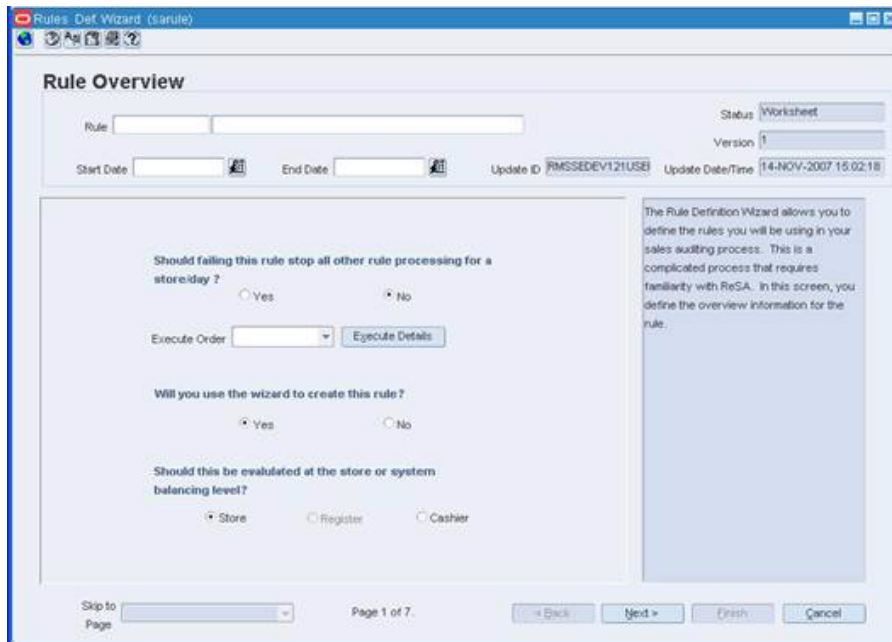 Rules Def Wizard (sarule)
Rule Overview
Rule
Status Worksheet
Version 1
Start Date End Date Update ID RMSSEDEV121USE Update Date/Time 14-NOV-2007 15:02:18
Should failing this rule stop all other rule processing for a
store/day ?
Yes No
Execute Order Execute Details
Will you use the wizard to create this rule?
Yes No
Should this be evalulated at the store or system
balancing level?
Store Register Cashier
The Rule Definition Wizard allows you to
define the rules you will be using in your
sales auditing process. This is a
complicated process that requires
familiarity with ReSA. In this screen, you
define the overview information for the
rule.
Skip to
Page
Page 1 of 7.
< Back Next > Finish Cancel